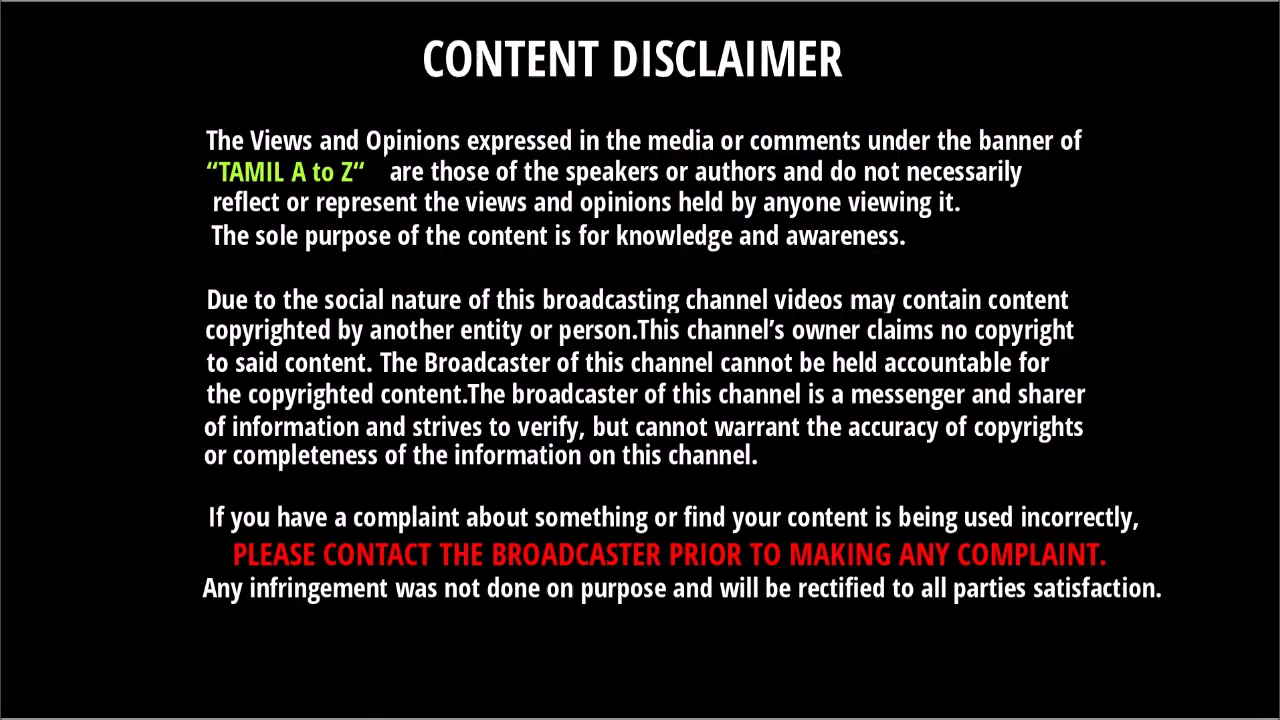 CONTENT DISCLAIMER
The Views and Opinions expressed in the media or comments under the banner of
“TAMIL A to Z“ are those of the speakers or authors and do not necessarily
reflect or represent the views and opinions held by anyone viewing it.
The sole purpose of the content is for knowledge and awareness.
Due to the social nature of this broadcasting channel videos may contain content
copyrighted by another entity or person.This channel’s owner claims no copyright
to said content. The Broadcaster of this channel cannot be held accountable for
the copyrighted content.The broadcaster of this channel is a messenger and sharer
of information and strives to verify, but cannot warrant the accuracy of copyrights
or completeness of the information on this channel.
If you have a complaint about something or find your content is being used incorrectly,
PLEASE CONTACT THE BROADCASTER PRIOR TO MAKING ANY COMPLAINT.
Any infringement was not done on purpose and will be rectified to all parties satisfaction.